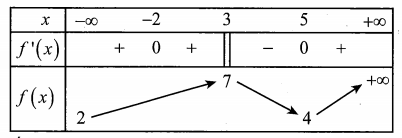 x −∞ −2 3 5 +∞
f'(x) + 0 + || − 0 +
f(x) 2 7 4 +∞